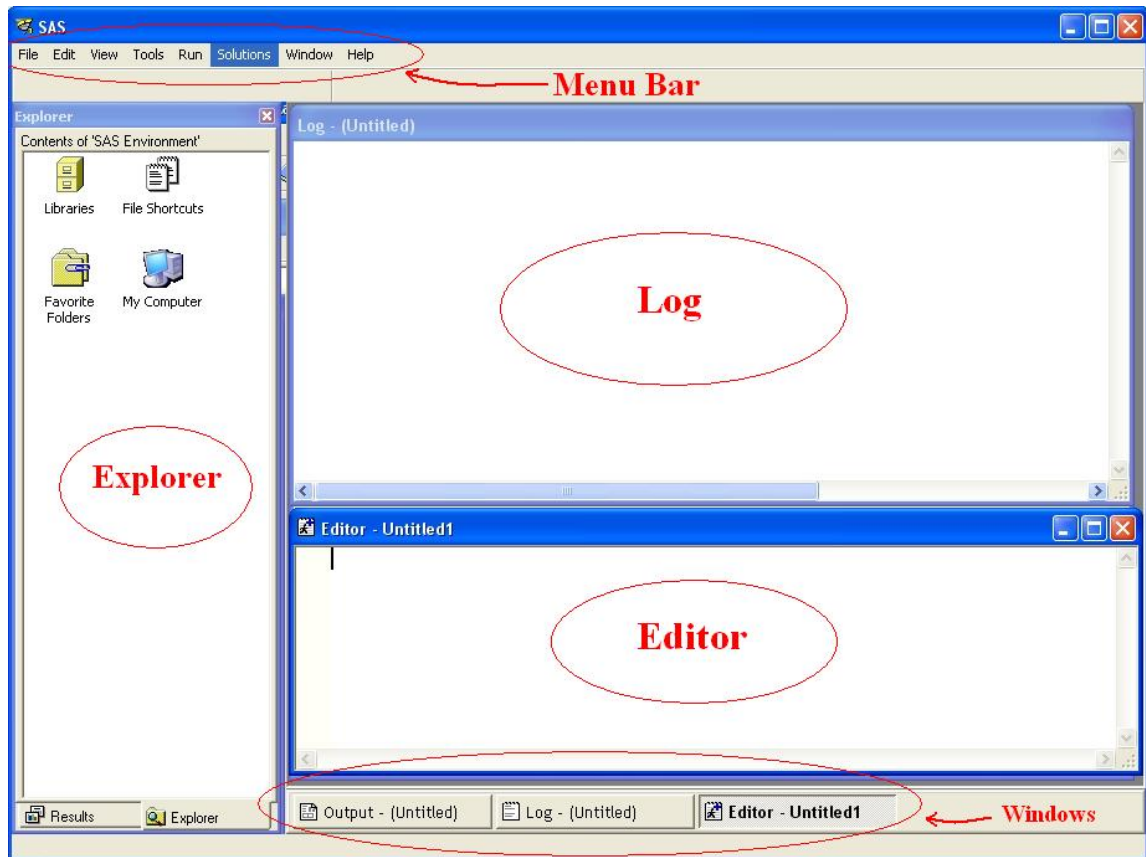 SAS
File Edit View Tools Run Solutions Window Help
Menu Bar
Explorer
Contents of 'SAS Environment'
Libraries
File Shortcuts
Favorite
Folders
My Computer
Explorer
Log - (Untitled)
Log
Editor - Untitled1
Editor
Results
Explorer
Output - (Untitled)
Log - (Untitled)
Editor - Untitled1
Windows